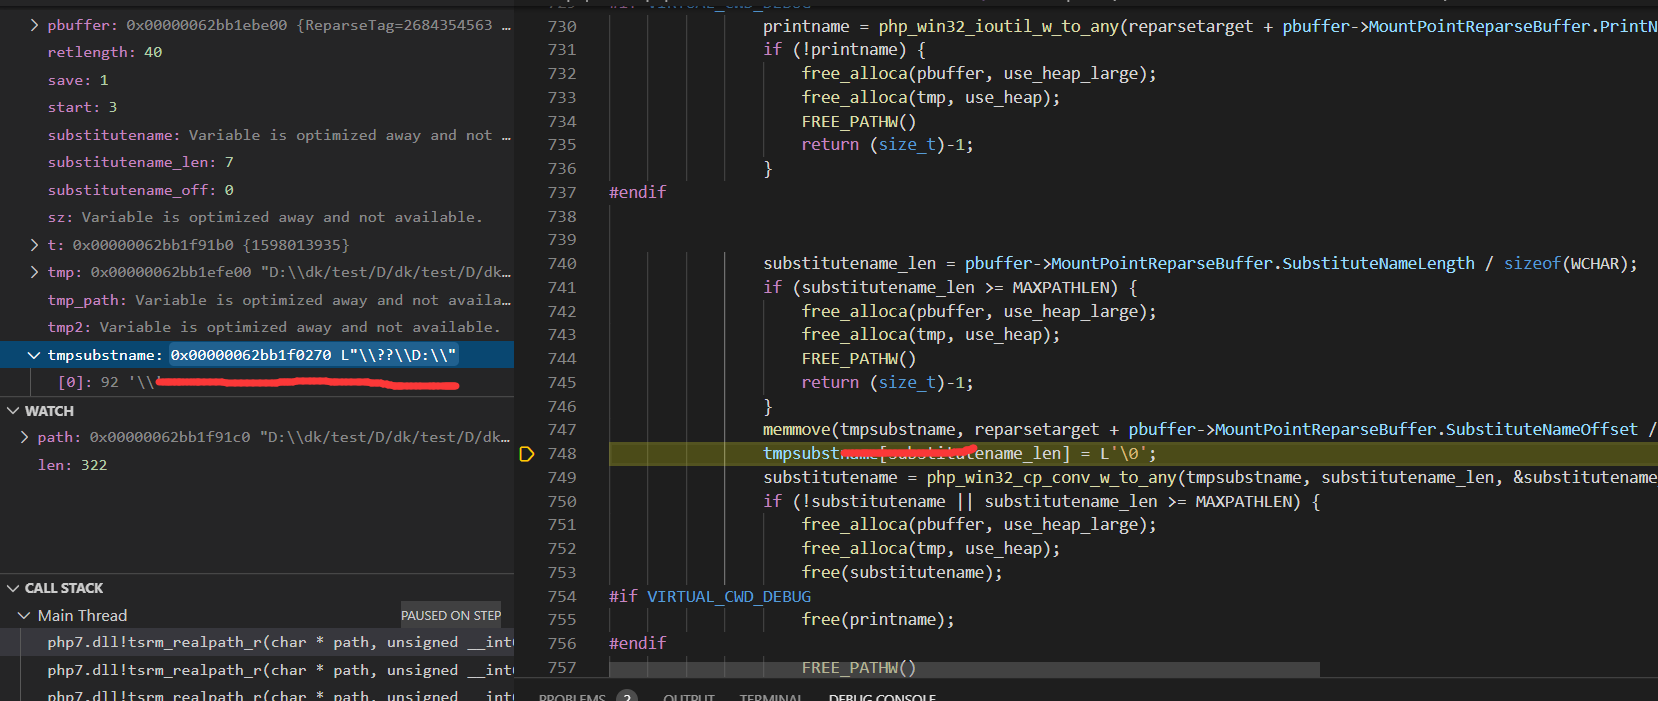 pbuffer: 0x00000062bb1ebe00 {ReparseTag=2684354563 …
retlength: 40
save: 1
start: 3
substitutename: Variable is optimized away and not …
substitutename_len: 7
substitutename_off: 0
sz: Variable is optimized away and not available.
t: 0x00000062bb1f91b0 {1598013935}
tmp: 0x00000062bb1efe00 "D:\\dk/test/D/dk/test/D/dk…
tmp_path: Variable is optimized away and not availa…
tmp2: Variable is optimized away and not available.
tmpsubstname: 0x00000062bb1f0270 L"\\??\\D:\\"
[0]: 92 '\\'
WATCH
path: 0x00000062bb1f91c0 "D:\\dk/test/D/dk/test/D/dk…
len: 322
CALL STACK
Main Thread
PAUSED ON STEP
php7.dll!tsrm_realpath_r(char * path, unsigned __int
php7.dll!tsrm_realpath_r(char * path, unsigned __int
php7.dll!tsrm_realpath_r(char * path, unsigned __int
729 #if VIRTUAL_CWD_DEBUG
730 printname = php_win32_ioutil_w_to_any(reparsetarget + pbuffer->MountPointReparseBuffer.PrintN
731 if (!printname) {
732 free_alloca(pbuffer, use_heap_large);
733 free_alloca(tmp, use_heap);
734 FREE_PATHW()
735 return (size_t)-1;
736 }
737 #endif
738
739
740 substitutename_len = pbuffer->MountPointReparseBuffer.SubstituteNameLength / sizeof(WCHAR);
741 if (substitutename_len >= MAXPATHLEN) {
742 free_alloca(pbuffer, use_heap_large);
743 free_alloca(tmp, use_heap);
744 FREE_PATHW()
745 return (size_t)-1;
746 }
747 memmove(tmpsubstname, reparsetarget + pbuffer->MountPointReparseBuffer.SubstituteNameOffset /
748 tmpsubstname[substitutename_len] = L'\0';
749 substitutename = php_win32_cp_conv_w_to_any(tmpsubstname, substitutename_len, &substitutename
750 if (!substitutename || substitutename_len >= MAXPATHLEN) {
751 free_alloca(pbuffer, use_heap_large);
752 free_alloca(tmp, use_heap);
753 free(substitutename);
754 #if VIRTUAL_CWD_DEBUG
755 free(printname);
756 #endif
757 FREE_PATHW()
PROBLEMS 2 OUTPUT TERMINAL DEBUG CONSOLE